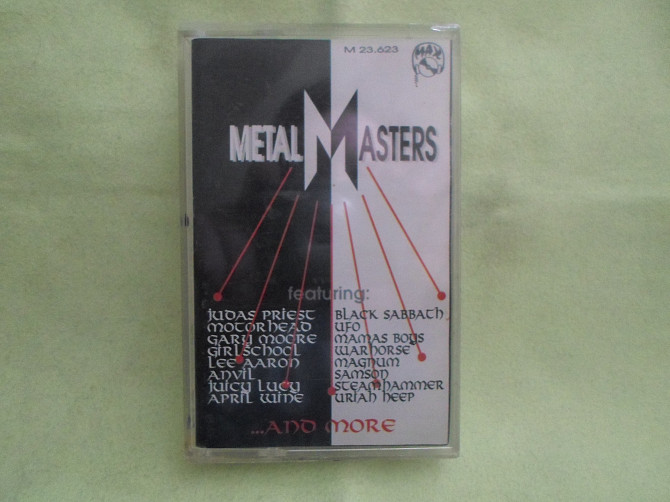 M 23.623
MAX
METAL MASTERS
featuring:
JUDAS PRIEST
MOTORHEAD
GARY MOORE
GIRLSCHOOL
LEE AARON
ANVIL
JUICY LUCY
APRIL WINE
BLACK SABBATH
UFO
MAMAS BOYS
WARHORSE
MAGNUM
SAMSON
STEAMHAMMER
URIAH HEEP
...AND MORE